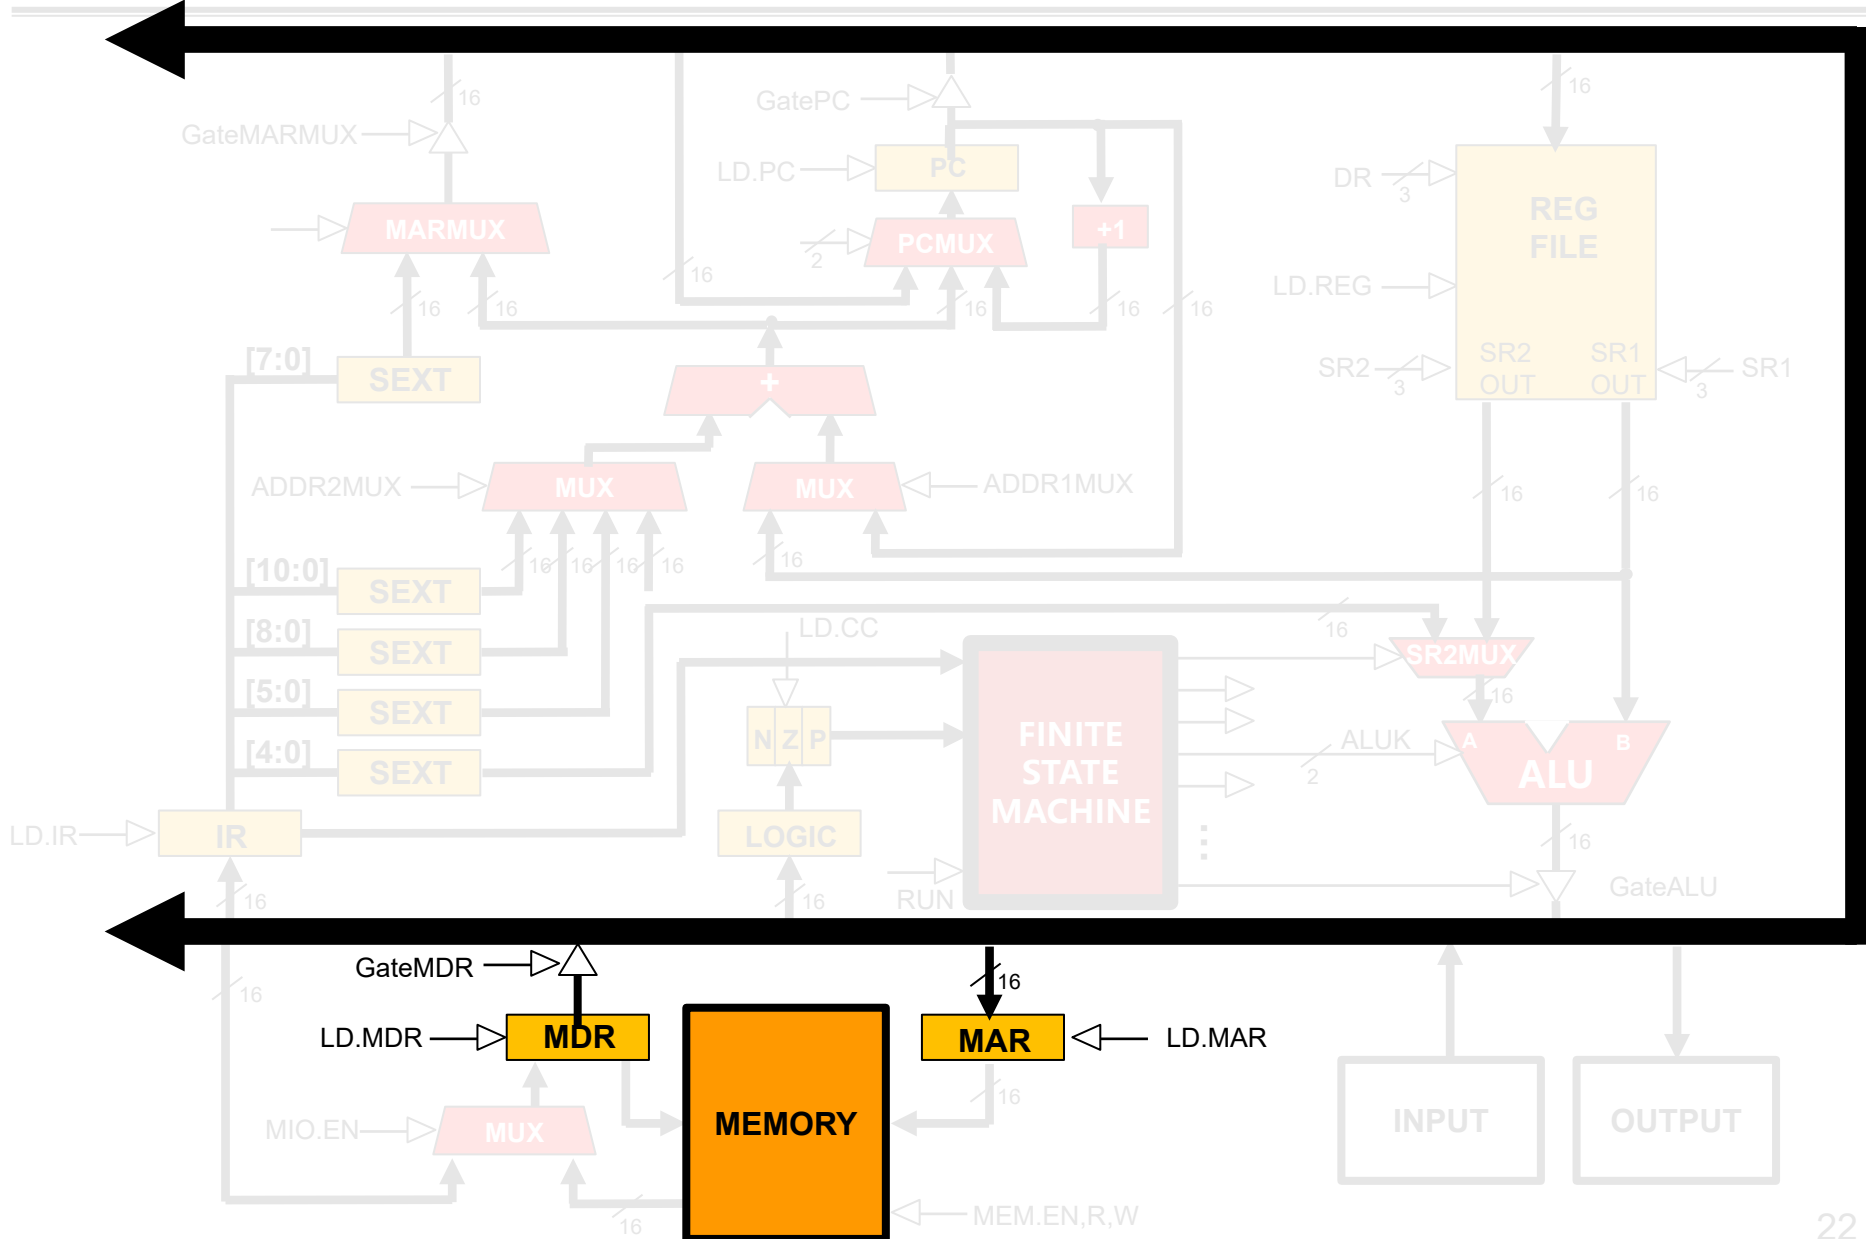 16
GatePC
16
GateMARMUX
LD.PC
PC
DR
3
REG
FILE
MARMUX
2
PCMUX
+1
16
LD.REG
16
16
16
16
16
[7:0]
SEXT
+
SR2
3
SR2
OUT
SR1
OUT
3
SR1
ADDR2MUX
MUX
MUX
ADDR1MUX
16
16
16
16
16
16
16
[10:0]
SEXT
[8:0]
SEXT
LD.CC
16
SR2MUX
[5:0]
SEXT
16
N Z P
FINITE
STATE
MACHINE
ALUK
2
A
B
ALU
[4:0]
SEXT
LD.IR
IR
LOGIC
16
⋮
16
16
RUN
GateALU
GateMDR
16
16
LD.MDR
MDR
MAR
LD.MAR
16
MIO.EN
MUX
MEMORY
INPUT
OUTPUT
16
MEM.EN,R,W
22